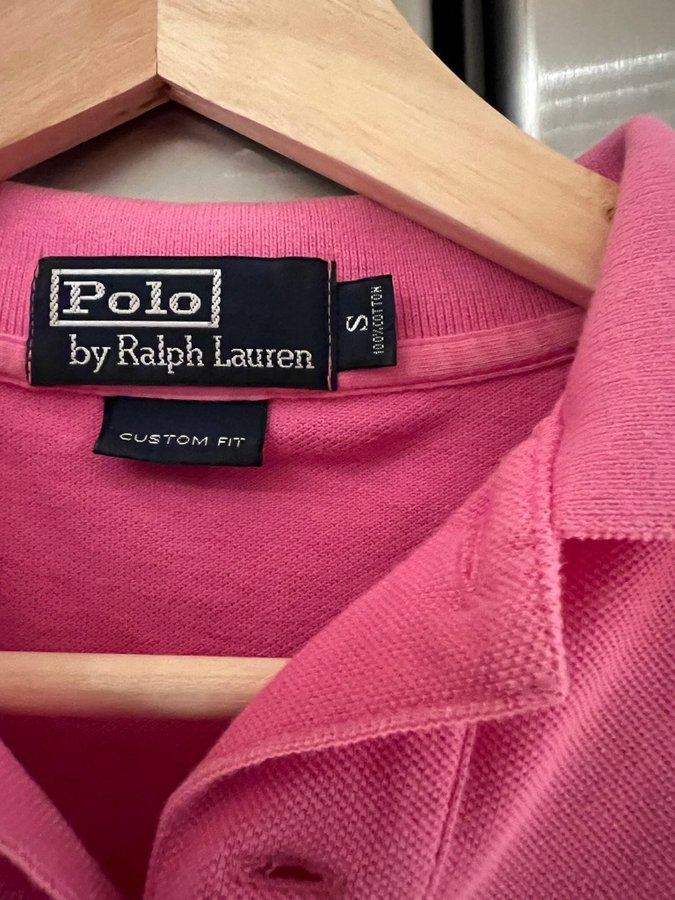 Polo
by Ralph Lauren
S
100% COTTON
CUSTOM FIT